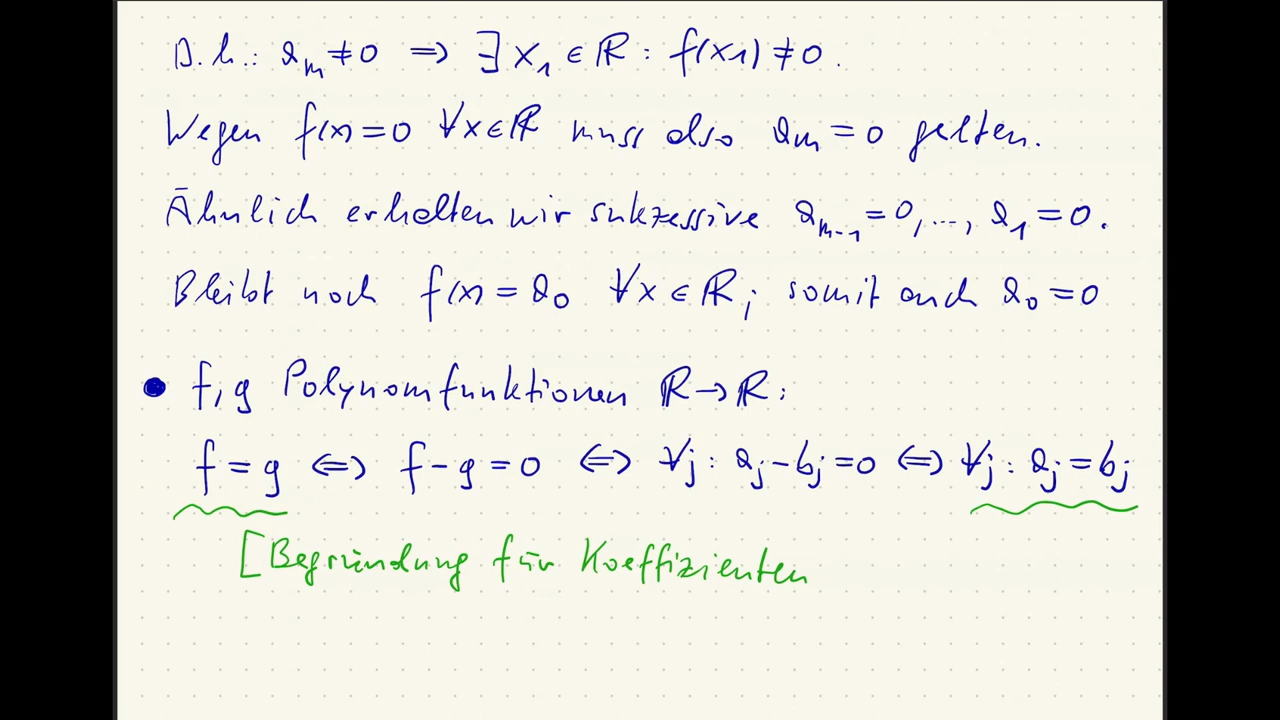 D.h.: a_m ≠ 0 ⇒ ∃ x_1 ∈ ℝ : f(x1) ≠ 0.
Wegen f(x) = 0 ∀x∈ℝ muss also a_m = 0 gelten.
Ähnlich erhalten wir sukzessive a_{m-1} = 0, ..., a_1 = 0.
Bleibt noch f(x) = a_0 ∀x ∈ ℝ; somit auch a_0 = 0
• f, g Polynomfunktionen ℝ → ℝ:
f = g ⇔ f - g = 0 ⇔ ∀j : a_j - b_j = 0 ⇔ ∀j : a_j = b_j
[Begründung für Koeffizienten